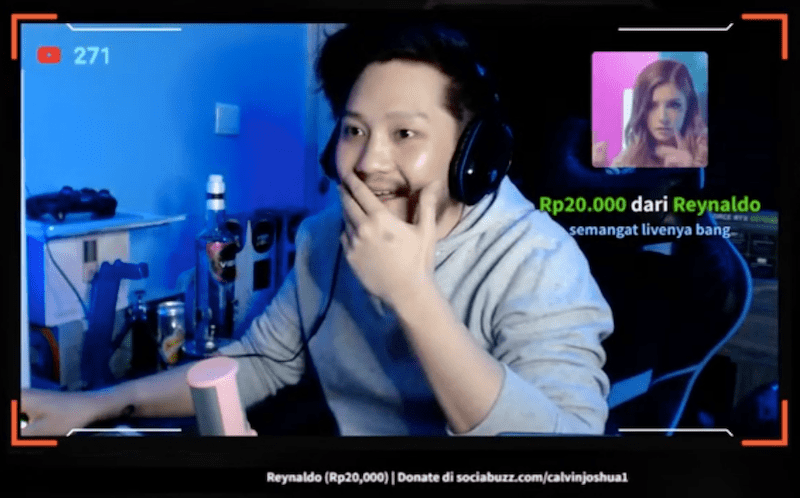 271
Rp20.000 dari Reynaldo
semangat livenya bang
Reynaldo (Rp20,000) | Donate di sociabuzz.com/calvinjoshua1